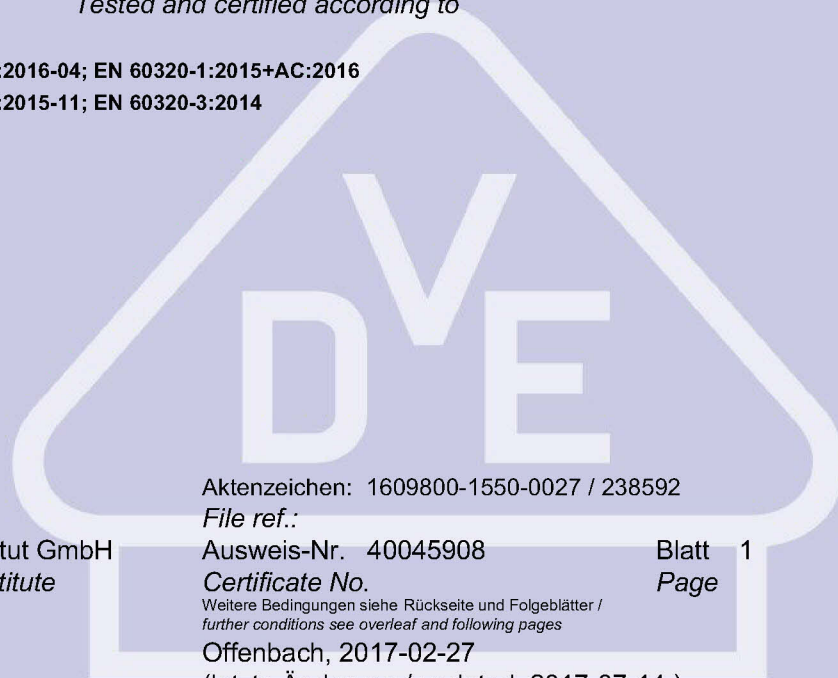 Tested and certified according to
:2016-04; EN 60320-1:2015+AC:2016
:2015-11; EN 60320-3:2014
VDE
Aktenzeichen: 1609800-1550-0027 / 238592
File ref.:
tut GmbH Ausweis-Nr. 40045908 Blatt 1
titute Certificate No. Page
Weitere Bedingungen siehe Rückseite und Folgeblätter /
further conditions see overleaf and following pages
Offenbach, 2017-02-27